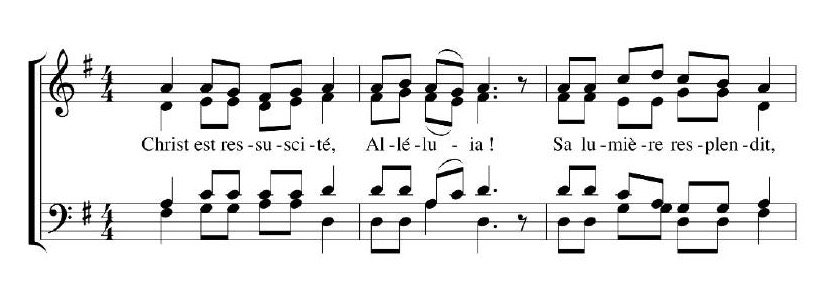 Christ est res - su - sci - té, Al - lé - lu - ia ! Sa lu - miè - re res - plen - dit,